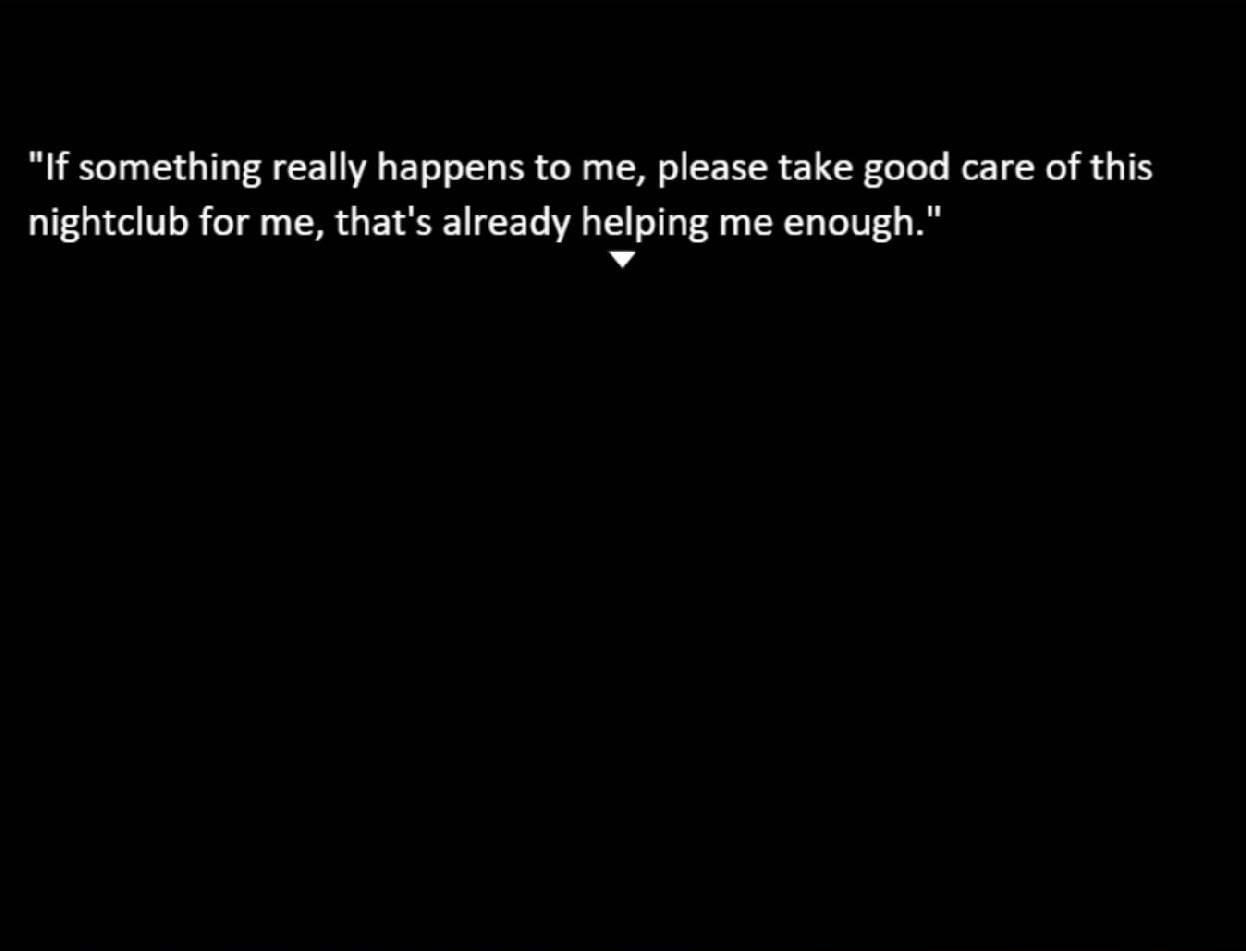 "If something really happens to me, please take good care of this
nightclub for me, that's already helping me enough."